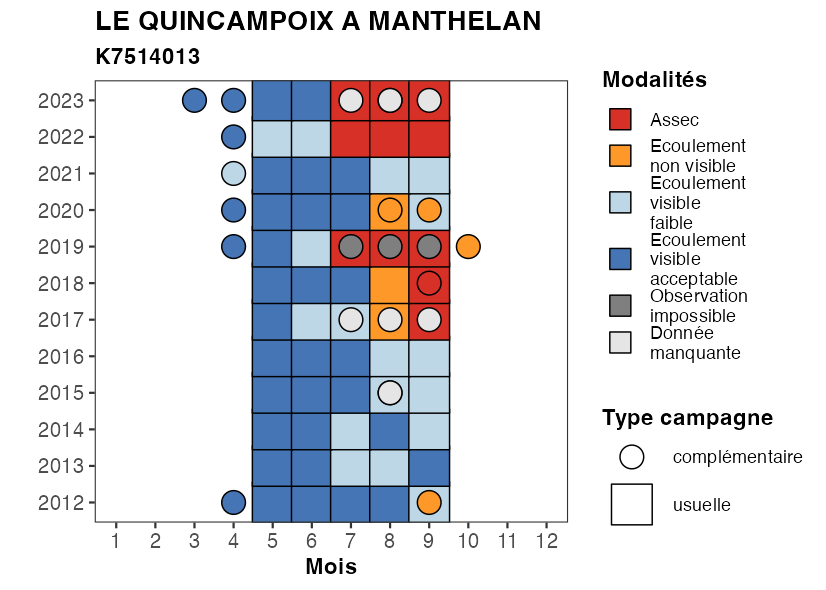 LE QUINCAMPOIX A MANTHELAN
K7514013
2023
2022
2021
2020
2019
2018
2017
2016
2015
2014
2013
2012
1 2 3 4 5 6 7 8 9 10 11 12
Mois
Modalités
Assec
Ecoulement
non visible
Ecoulement
visible
faible
Ecoulement
visible
acceptable
Observation
impossible
Donnée
manquante
Type campagne
complémentaire
usuelle